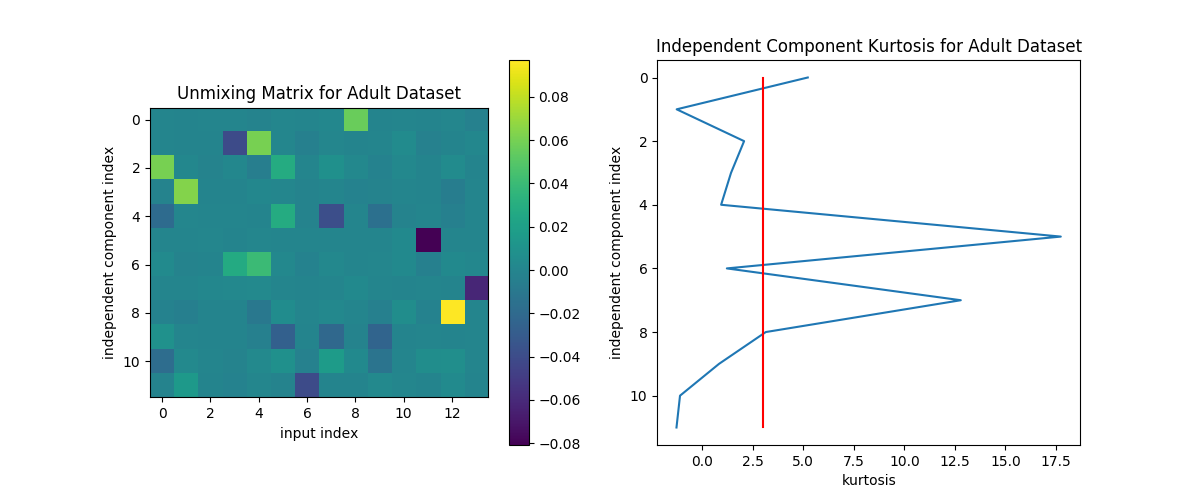 Unmixing Matrix for Adult Dataset
independent component index
0
2
4
6
8
10
0 2 4 6 8 10 12
input index
0.08
0.06
0.04
0.02
0.00
−0.02
−0.04
−0.06
−0.08
Independent Component Kurtosis for Adult Dataset
independent component index
0
2
4
6
8
10
0.0 2.5 5.0 7.5 10.0 12.5 15.0 17.5
kurtosis